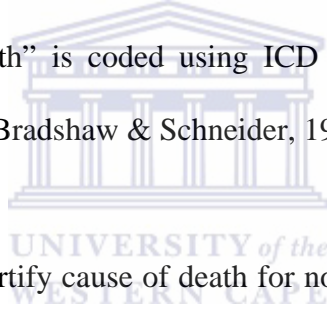 th” is coded using ICD
Bradshaw & Schneider, 19
UNIVERSITY of the
rtify cause of death for no
WESTERN CAPE